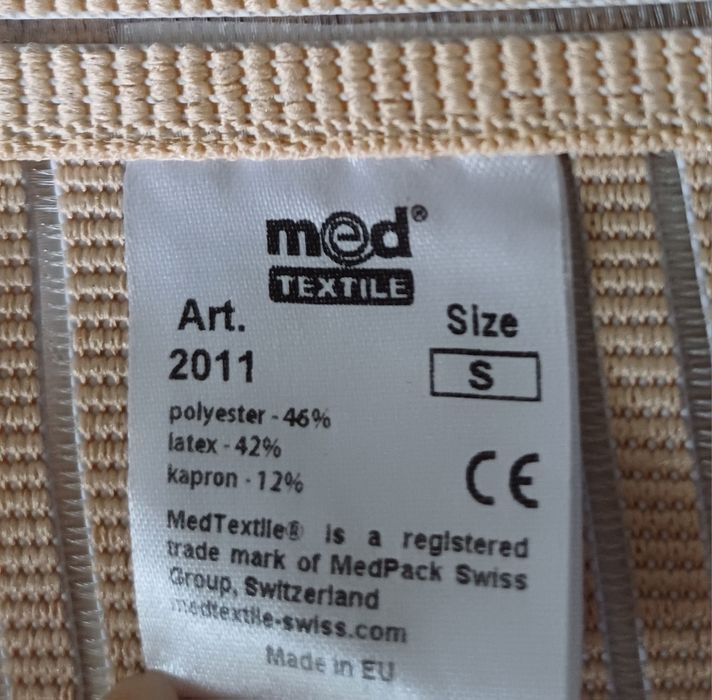 med®
TEXTILE
Art. Size
2011 S
polyester - 46%
latex - 42%
kapron - 12%
CE
MedTextile® is a registered
trade mark of MedPack Swiss
Group, Switzerland
medtextile-swiss.com
Made in EU